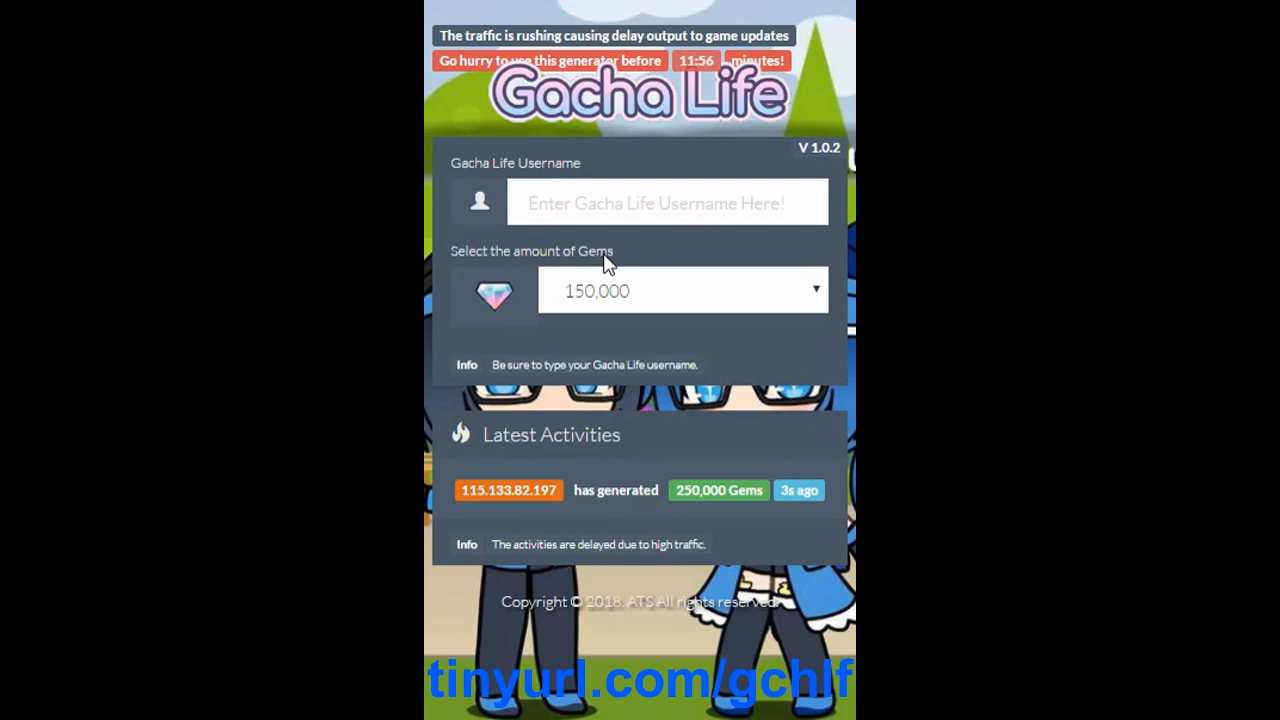 The traffic is rushing causing delay output to game updates
Go hurry to use this generator before 11:56 minutes!
Gacha Life
V 1.0.2
Gacha Life Username
Enter Gacha Life Username Here!
Select the amount of Gems
150,000
Info Be sure to type your Gacha Life username.
Latest Activities
115.133.82.197 has generated 250,000 Gems 3s ago
Info The activities are delayed due to high traffic.
Copyright © 2018. ATS All rights reserved.
tinyurl.com/gchlf